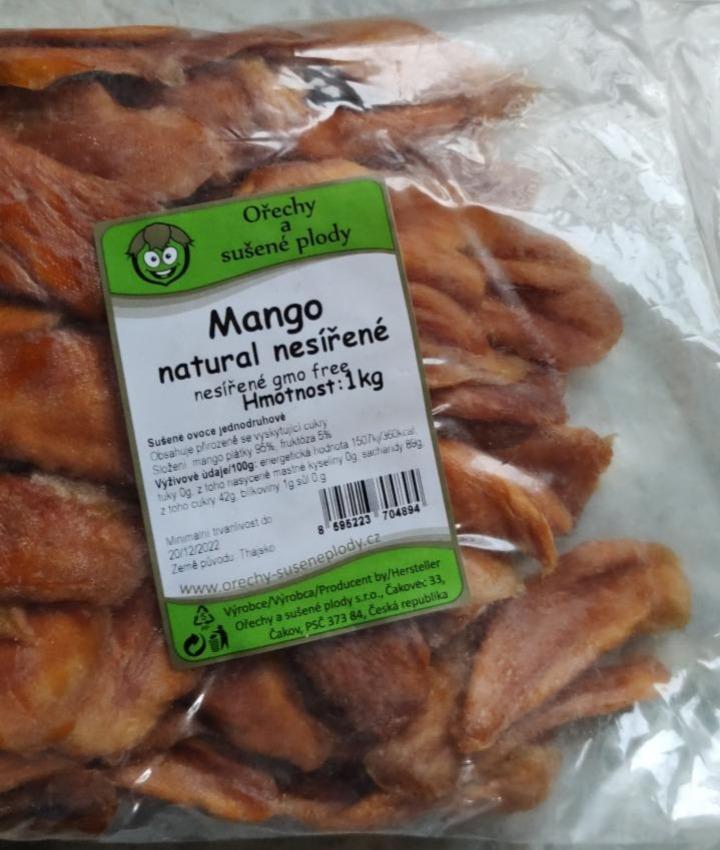 Ořechy
a
sušené plody
Mango
natural nesířené
nesířené gmo free
Hmotnost:1kg
Sušené ovoce jednodruhové
Obsahuje přirozeně se vyskytující cukry
Složení: mango plátky 95%, fruktóza 5%
Výživové údaje/100g: energetická hodnota 1507kj/360kcal,
tuky 0g, z toho nasycené mastné kyseliny 0g, sacharidy 89g,
z toho cukry 42g, bílkoviny 1g sůl 0 g
Minimální trvanlivost do
20/12/2022
Země původu: Thajsko
8 595223 704894
www.orechy-suseneplody.cz
Výrobce/Výrobca/Producent by/Hersteller
Ořechy a sušené plody s.r.o., Čakovec 33,
Čakov, PSČ 373 84, Česká republika